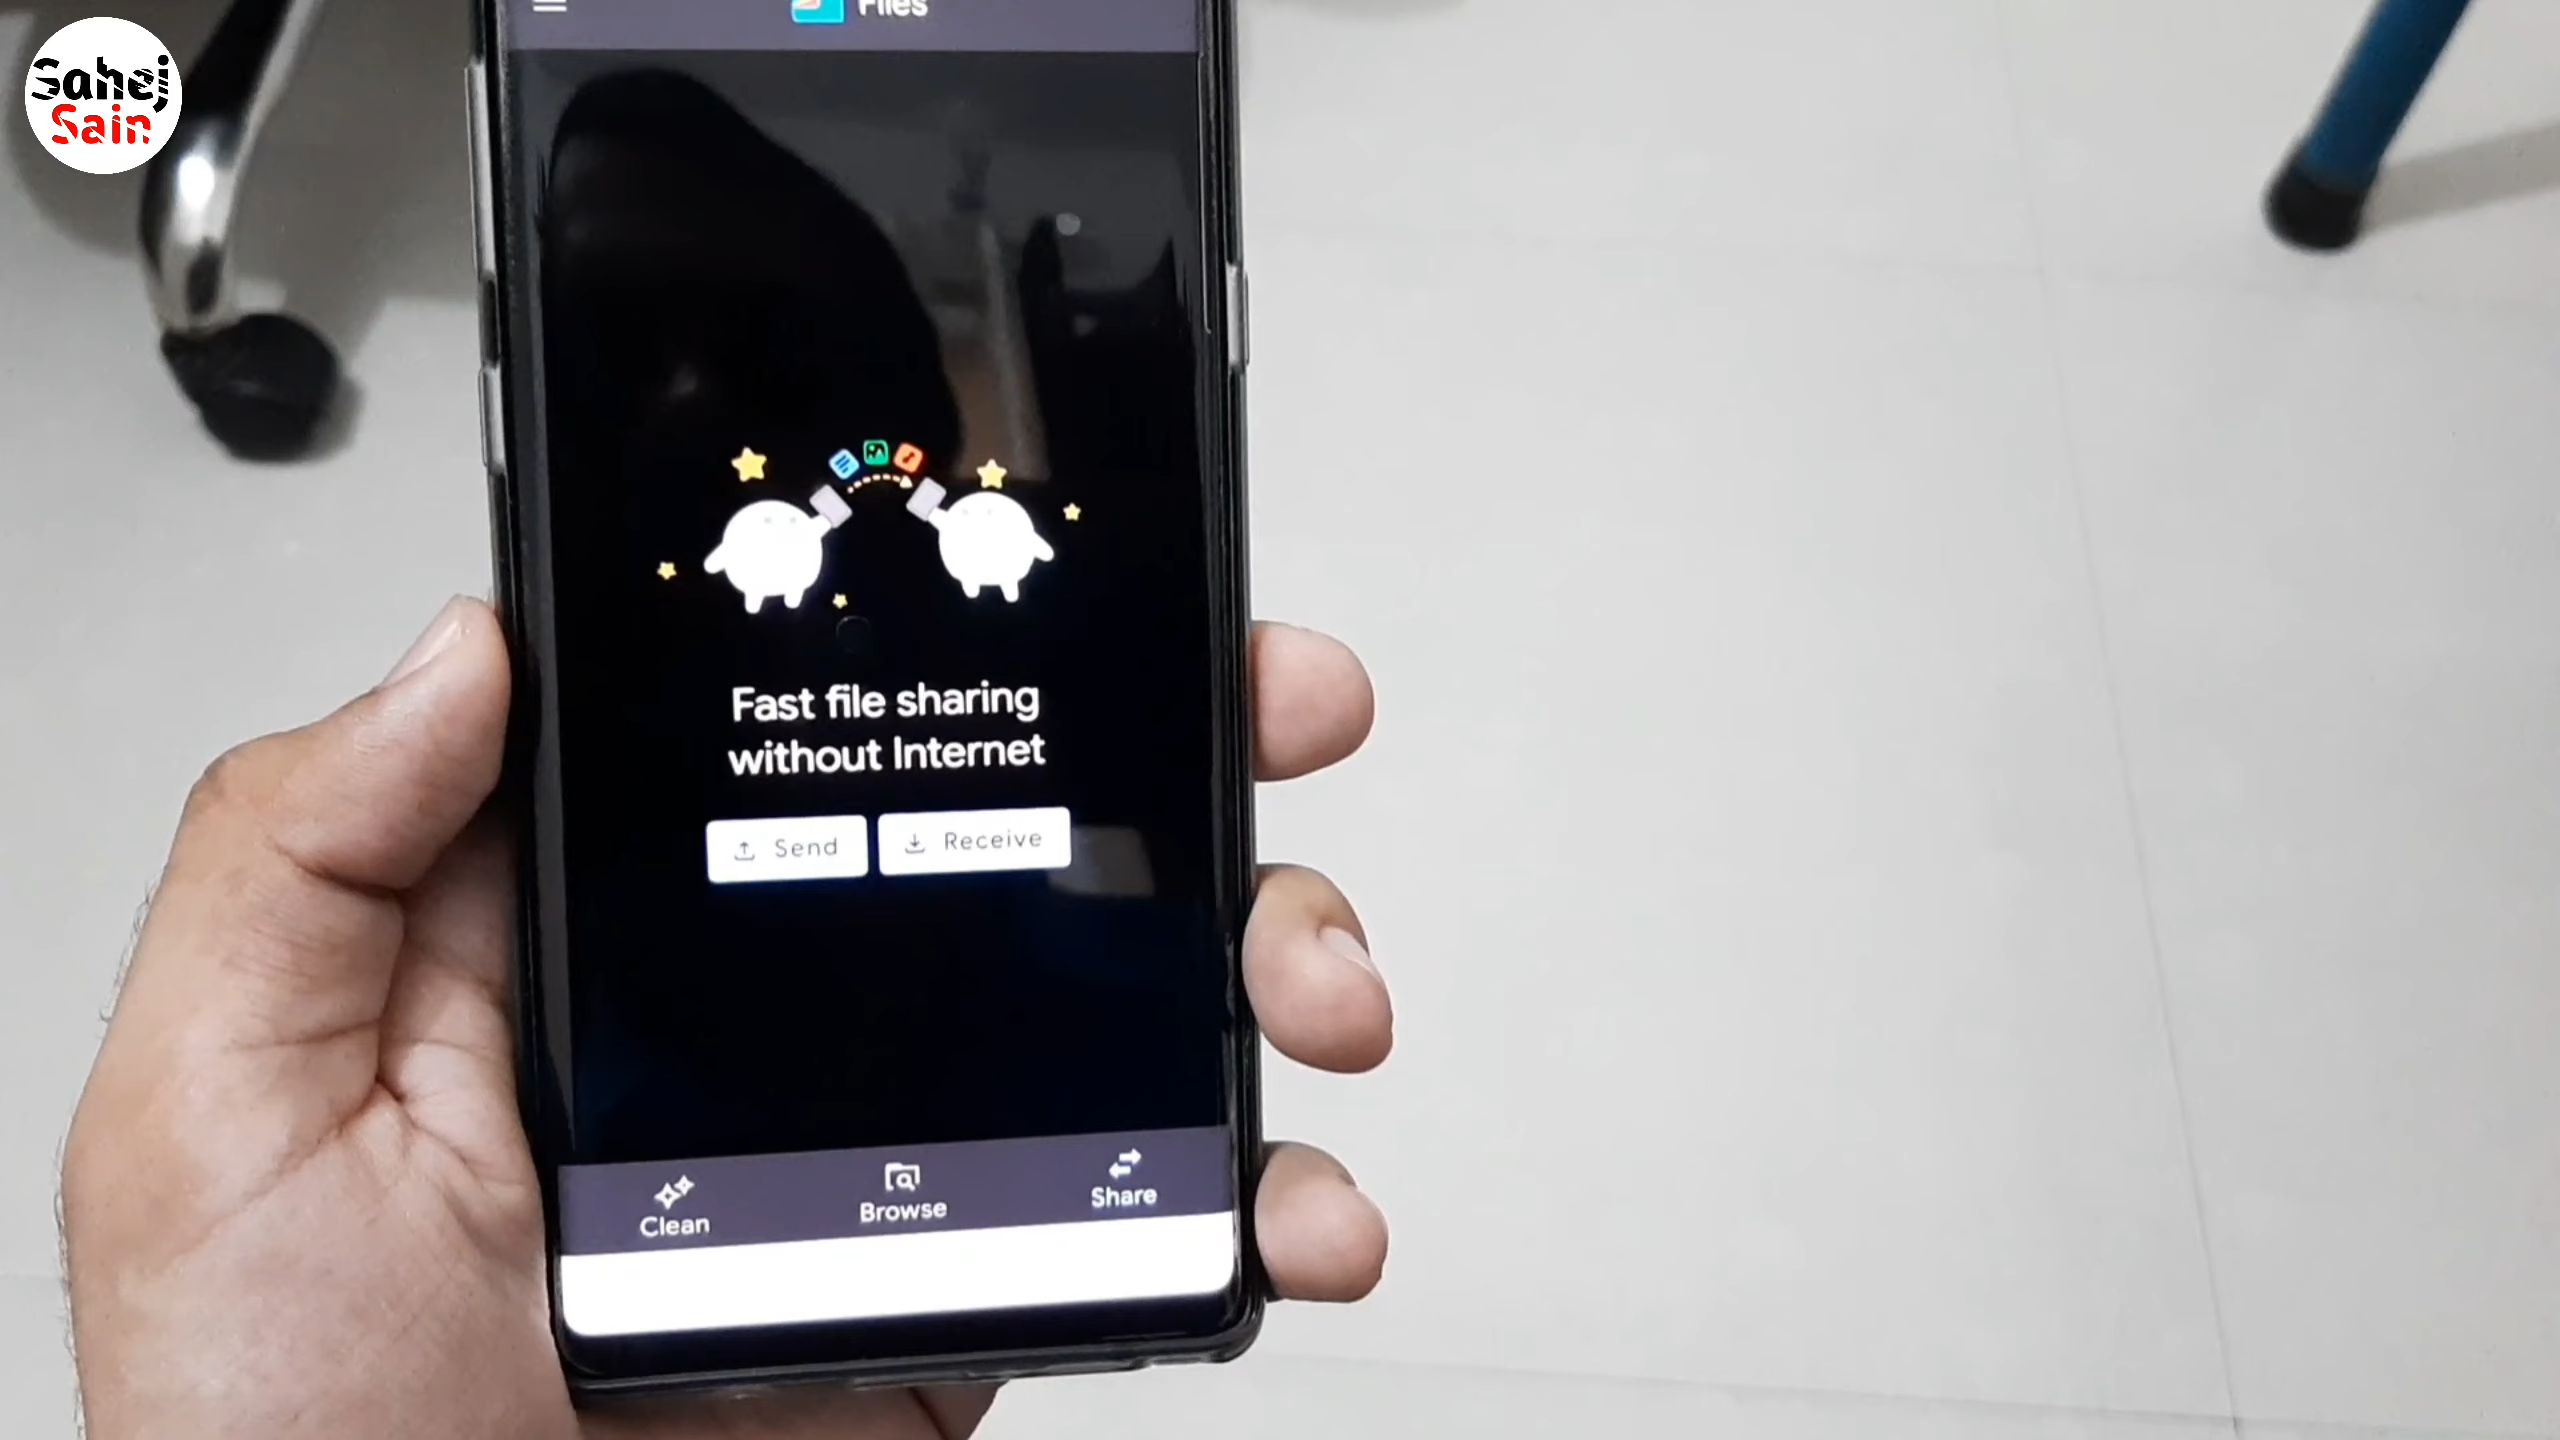 Sahej
Sain
Files
Fast file sharing
without Internet
Send
Receive
Clean
Browse
Share